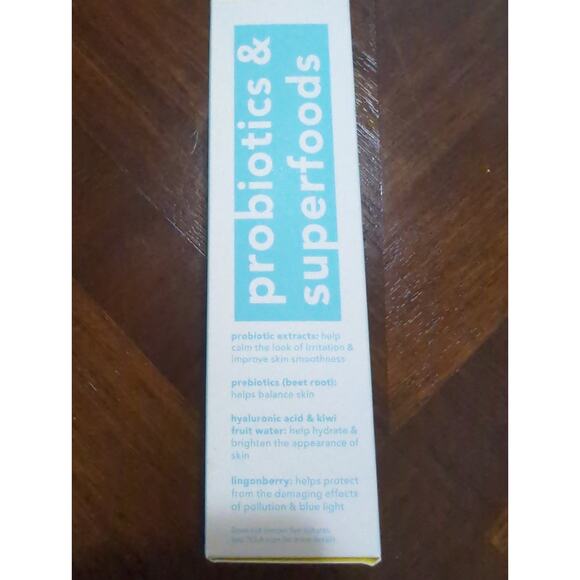 probiotics &
superfoods
probiotic extracts: help
calm the look of irritation &
improve skin smoothness
prebiotics (beet root):
helps balance skin
hyaluronic acid & kiwi
fruit water: help hydrate &
brighten the appearance of
skin
lingonberry: helps protect
from the damaging effects
of pollution & blue light